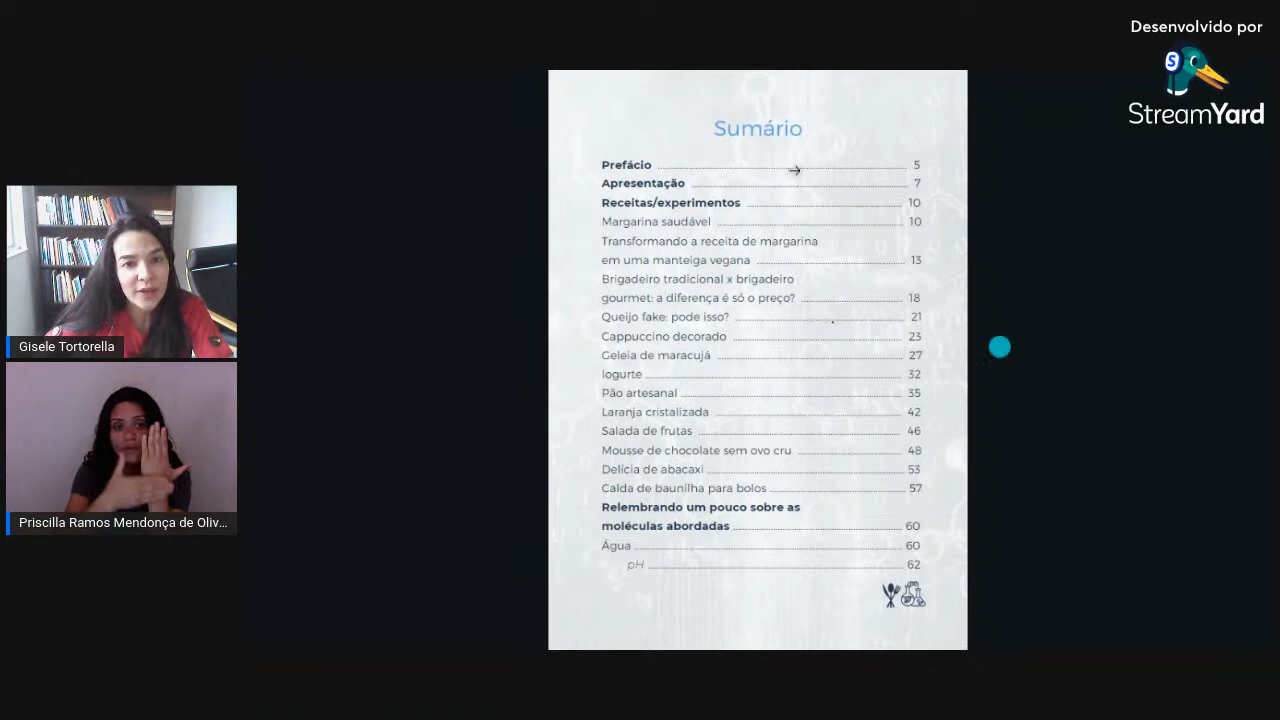 Desenvolvido por
S
StreamYard
Sumário
Prefácio 5
Apresentação 7
Receitas/experimentos 10
Margarina saudável 10
Transformando a receita de margarina
em uma manteiga vegana 13
Brigadeiro tradicional x brigadeiro
gourmet: a diferença é só o preço? 18
Queijo fake: pode isso? 21
Cappuccino decorado 23
Geleia de maracujá 27
Iogurte 32
Pão artesanal 35
Laranja cristalizada 42
Salada de frutas 46
Mousse de chocolate sem ovo cru 48
Delícia de abacaxi 53
Calda de baunilha para bolos 57
Relembrando um pouco sobre as
moléculas abordadas 60
Água 60
pH 62
Gisele Tortorella
Priscilla Ramos Mendonça de Oliv...